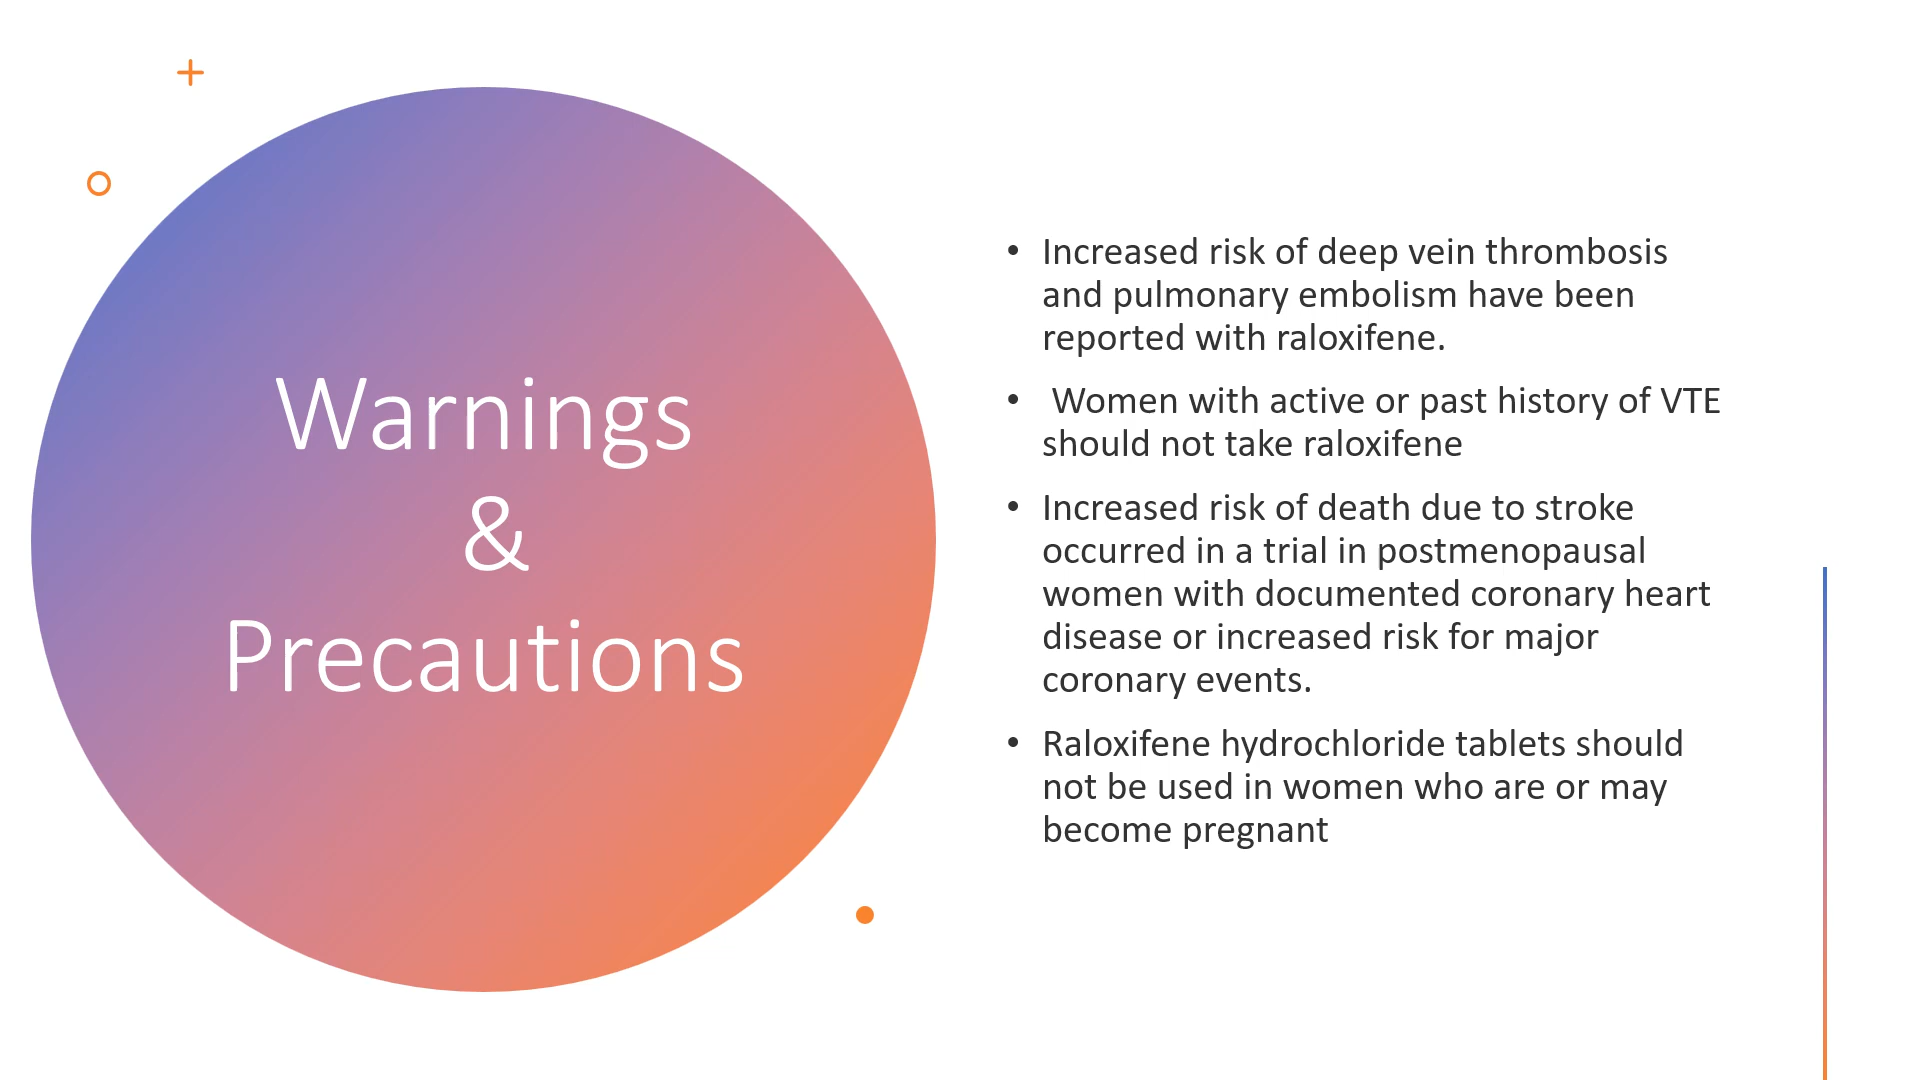 Warnings
&
Precautions
• Increased risk of deep vein thrombosis
and pulmonary embolism have been
reported with raloxifene.
• Women with active or past history of VTE
should not take raloxifene
• Increased risk of death due to stroke
occurred in a trial in postmenopausal
women with documented coronary heart
disease or increased risk for major
coronary events.
• Raloxifene hydrochloride tablets should
not be used in women who are or may
become pregnant